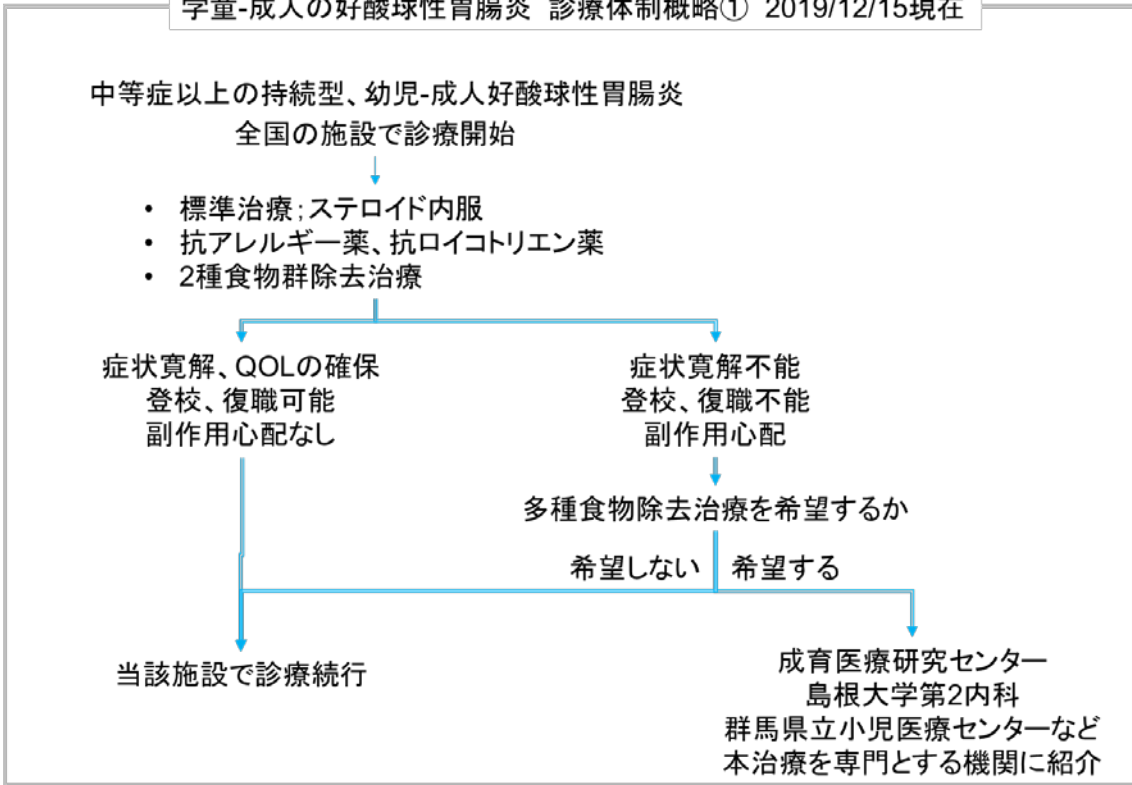 学童-成人の好酸球性胃腸炎 診療体制概略① 2019/12/15現在
中等症以上の持続型、幼児-成人好酸球性胃腸炎
全国の施設で診療開始
• 標準治療；ステロイド内服
• 抗アレルギー薬、抗ロイコトリエン薬
• 2種食物群除去治療
症状寛解、QOLの確保
登校、復職可能
副作用心配なし
症状寛解不能
登校、復職不能
副作用心配
多種食物除去治療を希望するか
希望しない
希望する
当該施設で診療続行
成育医療研究センター
島根大学第2内科
群馬県立小児医療センターなど
本治療を専門とする機関に紹介